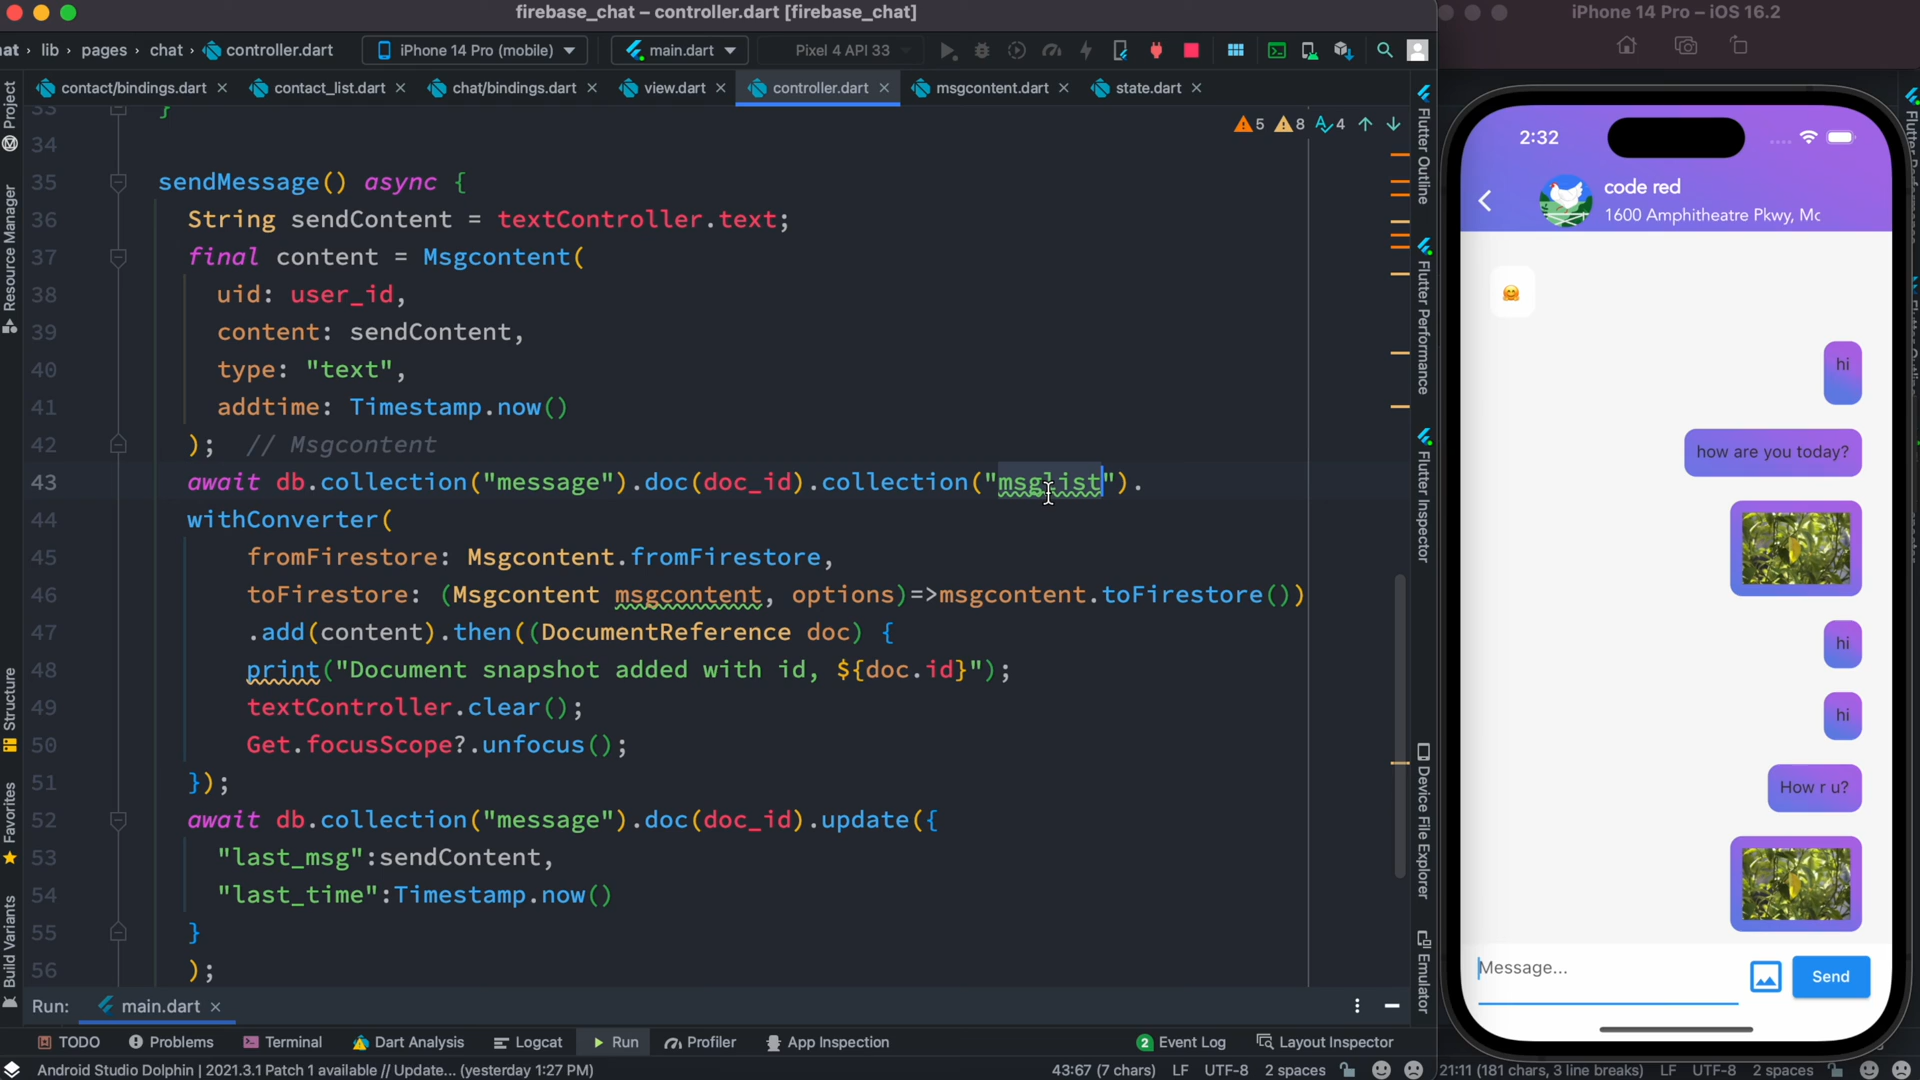 firebase_chat – controller.dart [firebase_chat]
iPhone 14 Pro – iOS 16.2
lib › pages › chat › controller.dart
iPhone 14 Pro (mobile)
main.dart
Pixel 4 API 33
contact/bindings.dart
contact_list.dart
chat/bindings.dart
view.dart
controller.dart
msgcontent.dart
state.dart
5
8
4
33 }
34
35 sendMessage() async {
36 String sendContent = textController.text;
37 final content = Msgcontent(
38 uid: user_id,
39 content: sendContent,
40 type: "text",
41 addtime: Timestamp.now()
42 ); // Msgcontent
43 await db.collection("message").doc(doc_id).collection("msglist").
44 withConverter(
45 fromFirestore: Msgcontent.fromFirestore,
46 toFirestore: (Msgcontent msgcontent, options)=>msgcontent.toFirestore())
47 .add(content).then((DocumentReference doc) {
48 print("Document snapshot added with id, ${doc.id}");
49 textController.clear();
50 Get.focusScope?.unfocus();
51 });
52 await db.collection("message").doc(doc_id).update({
53 "last_msg":sendContent,
54 "last_time":Timestamp.now()
55 }
56 );
Project
Resource Manager
Structure
Favorites
Build Variants
Flutter Outline
Flutter Performance
Flutter Inspector
Device File Explorer
Emulator
2:32
code red
1600 Amphitheatre Pkwy, Mc
hi
how are you today?
hi
hi
How r u?
Message...
Send
Run: main.dart
TODO
Problems
Terminal
Dart Analysis
Logcat
Run
Profiler
App Inspection
2 Event Log
Layout Inspector
Android Studio Dolphin | 2021.3.1 Patch 1 available // Update... (yesterday 1:27 PM)
43:67 (7 chars)
LF
UTF-8
2 spaces
21:11 (181 chars, 3 line breaks)
LF
UTF-8
2 spaces